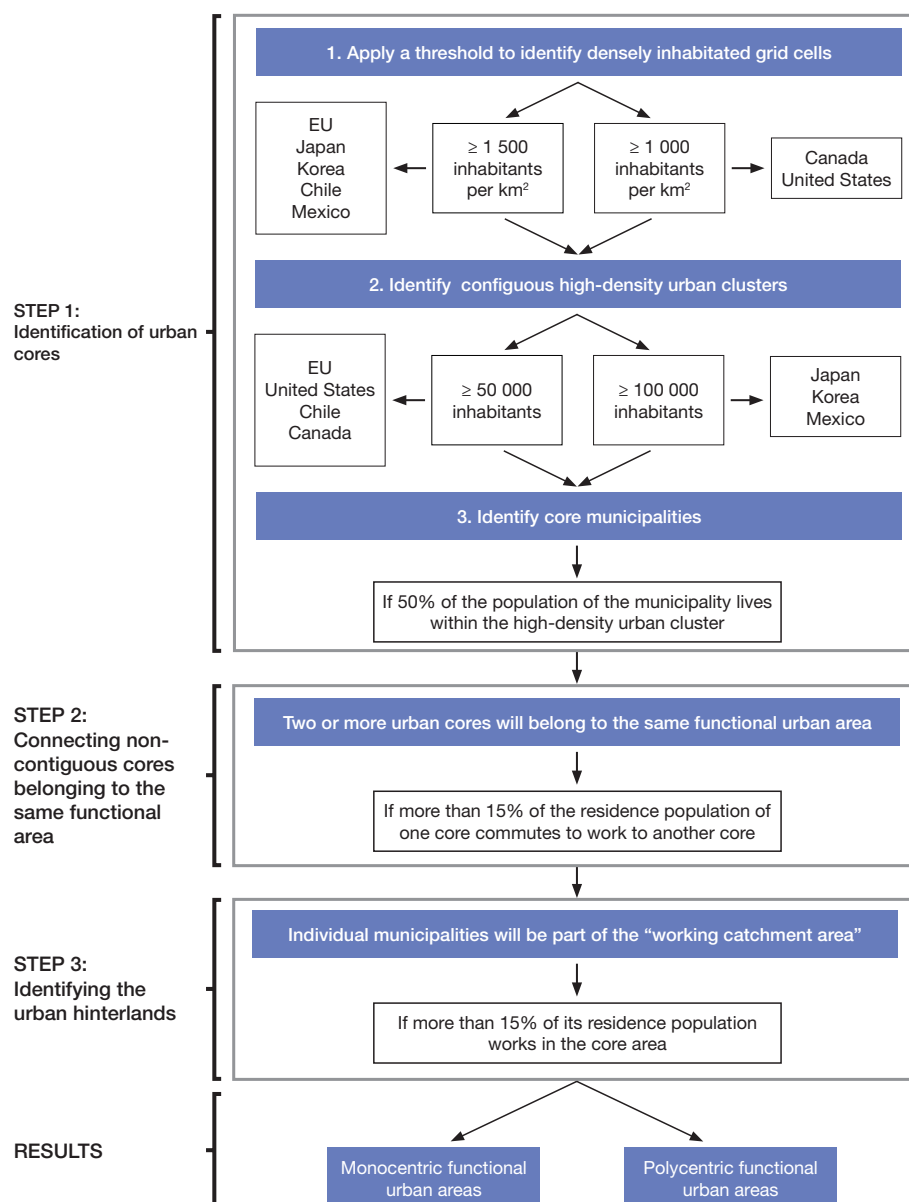 1. Apply a threshold to identify densely inhabitated grid cells
EU
Japan
Korea
Chile
Mexico
≥ 1 500
inhabitants
per km²
≥ 1 000
inhabitants
per km²
Canada
United States
STEP 1:
Identification of urban
cores
2. Identify configuous high-density urban clusters
EU
United States
Chile
Canada
≥ 50 000
inhabitants
≥ 100 000
inhabitants
Japan
Korea
Mexico
3. Identify core municipalities
If 50% of the population of the municipality lives
within the high-density urban cluster
STEP 2:
Connecting non-
contiguous cores
belonging to the
same functional
area
Two or more urban cores will belong to the same functional urban area
If more than 15% of the residence population of
one core commutes to work to another core
STEP 3:
Identifying the
urban hinterlands
Individual municipalities will be part of the “working catchment area”
If more than 15% of its residence population
works in the core area
RESULTS
Monocentric functional
urban areas
Polycentric functional
urban areas